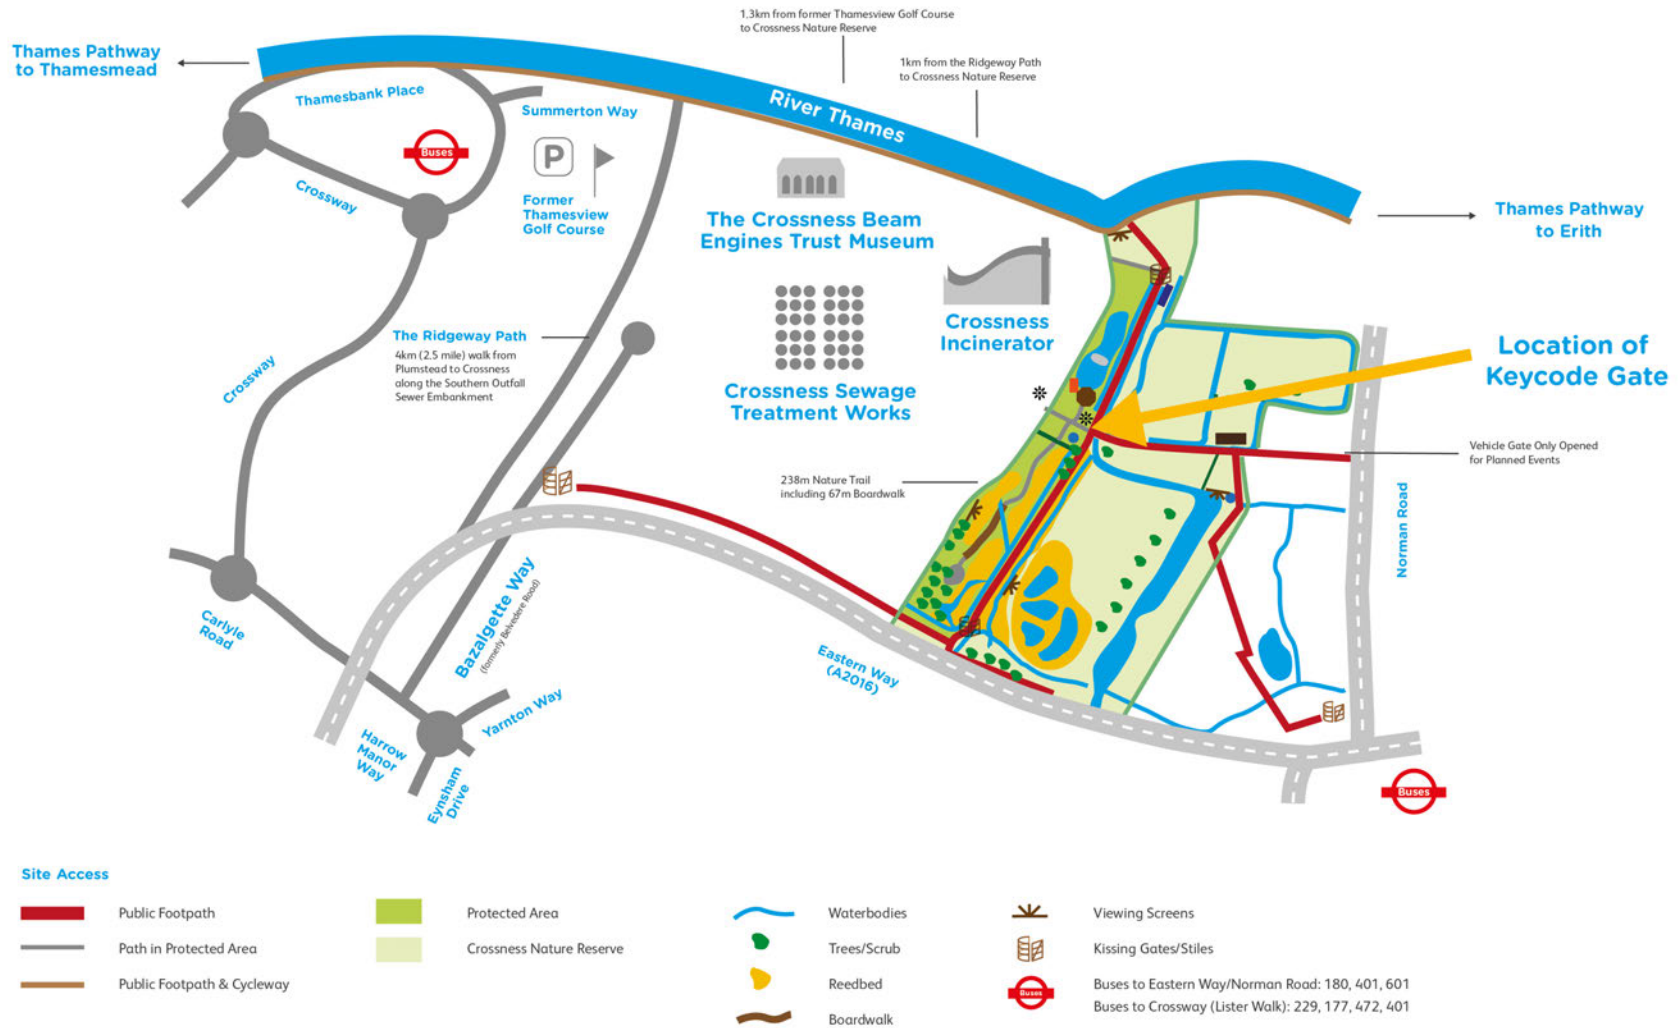 1.3km from former Thamesview Golf Course
to Crossness Nature Reserve
Thames Pathway
to Thamesmead
1km from the Ridgeway Path
to Crossness Nature Reserve
Thamesbank Place
Summerton Way
River Thames
Buses
P
Crossway
Former
Thamesview
Golf Course
The Crossness Beam
Engines Trust Museum
Thames Pathway
to Erith
Crossness
Incinerator
The Ridgeway Path
4km (2.5 mile) walk from
Plumstead to Crossness
along the Southern Outfall
Sewer Embankment
Crossway
Crossness Sewage
Treatment Works
Location of
Keycode Gate
Vehicle Gate Only Opened
for Planned Events
238m Nature Trail
including 67m Boardwalk
Norman Road
Bazalgette Way
(formerly Belvedere Road)
Carlyle
Road
Eastern Way
(A2016)
Yarnton Way
Harrow
Manor
Way
Eynsham
Drive
Buses
Site Access
Public Footpath
Path in Protected Area
Public Footpath & Cycleway
Protected Area
Crossness Nature Reserve
Waterbodies
Trees/Scrub
Reedbed
Boardwalk
Viewing Screens
Kissing Gates/Stiles
Buses
Buses to Eastern Way/Norman Road: 180, 401, 601
Buses to Crossway (Lister Walk): 229, 177, 472, 401